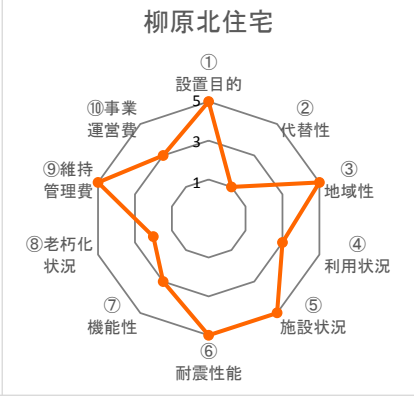 柳原北住宅
①
設置目的
5
3
1
②
代替性
③
地域性
④
利用状況
⑤
施設状況
⑥
耐震性能
⑦
機能性
⑧老朽化
状況
⑨維持
管理費
⑩事業
運営費